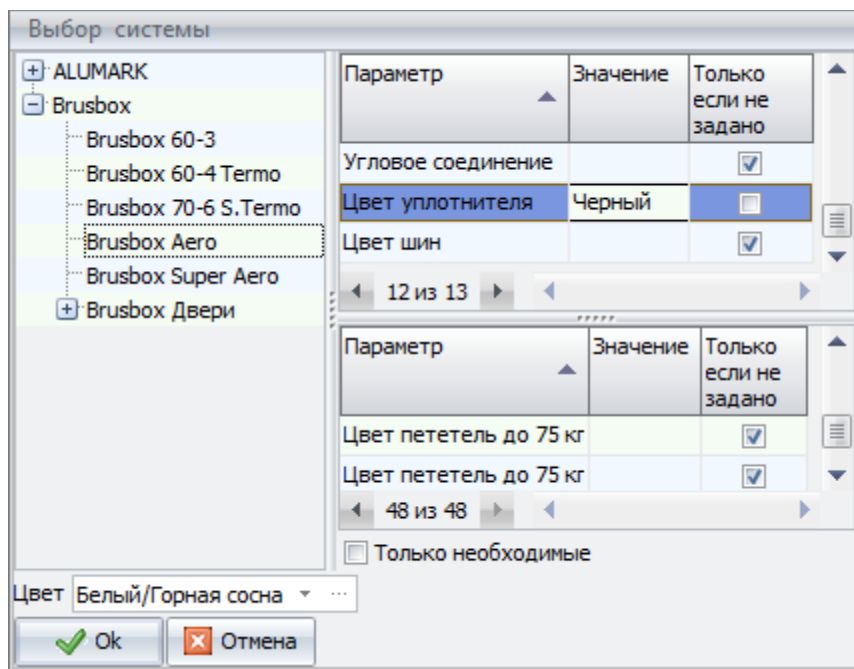 Выбор системы
ALUMARK
Brusbox
Brusbox 60-3
Brusbox 60-4 Termo
Brusbox 70-6 S.Termo
Brusbox Aero
Brusbox Super Aero
Brusbox Двери
Параметр Значение Только
если не
задано
Угловое соединение
Цвет уплотнителя Черный
Цвет шин
12 из 13
Параметр Значение Только
если не
задано
Цвет пететель до 75 кг
Цвет пететель до 75 кг
48 из 48
Только необходимые
Цвет Белый/Горная сосна ...
Ok Отмена